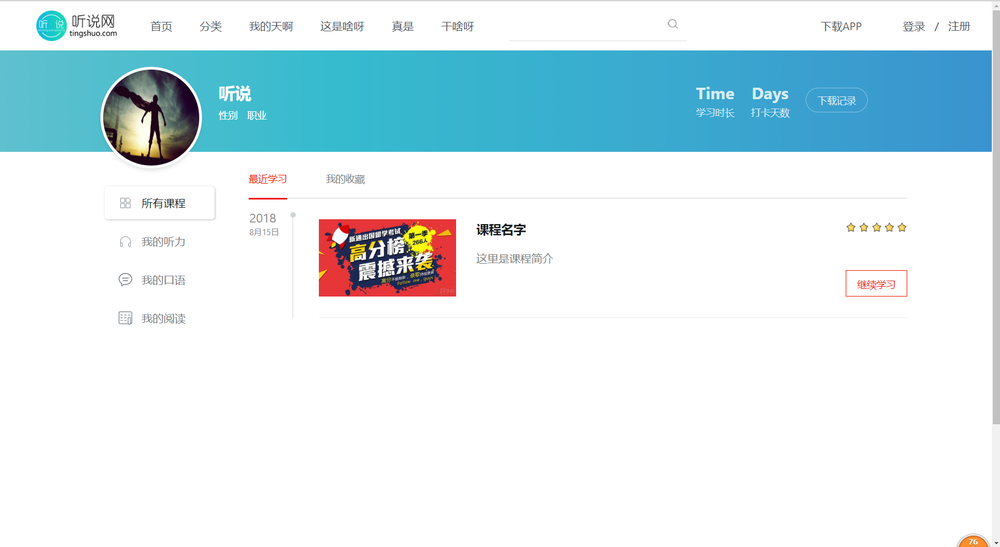 听 说 听说网
tingshuo.com
首页 分类 我的天啊 这是啥呀 真是 干啥呀 下载APP 登录 / 注册
听说
性别 职业
Time Days
学习时长 打卡天数
下载记录
最近学习 我的收藏
所有课程
我的听力
我的口语
我的阅读
2018
8月15日
新通出国留学考试
第一季
266人
高分榜
震撼来袭
高分不断刷新,录取持续更新
Follow me, guys!
课程名字
这里是课程简介
继续学习
76